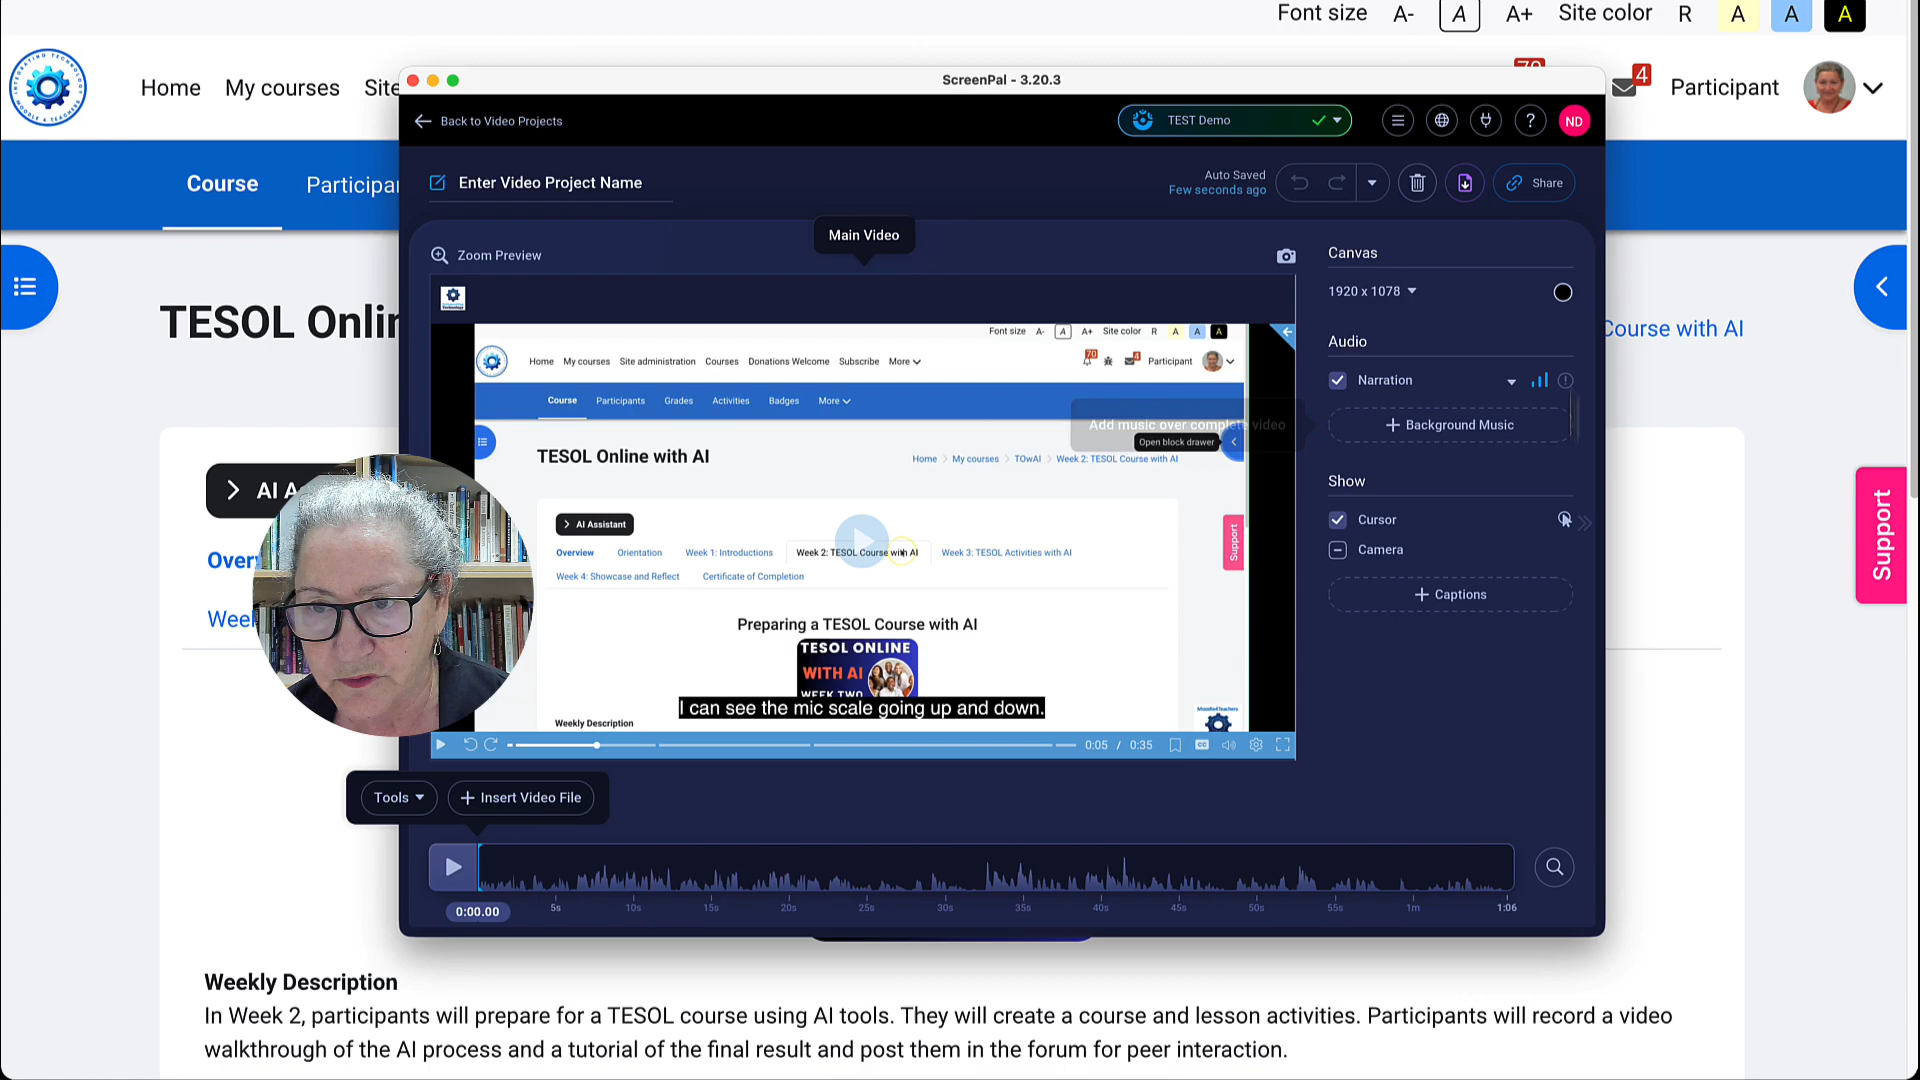 Font size A- A A+ Site color R A A A
Home My courses Site
70
4
Participant
ScreenPal - 3.20.3
Back to Video Projects
TEST Demo
?
ND
Course Participa
Enter Video Project Name
Auto Saved
Few seconds ago
Share
Main Video
Zoom Preview
Canvas
1920 x 1078
TESOL Onlin
Course with AI
Font size A- A A+ Site color R A A A
Home My courses Site administration Courses Donations Welcome Subscribe More
70
4
Participant
Audio
Narration
Course Participants Grades Activities Badges More
Add music over complete video
Background Music
Open block drawer
TESOL Online with AI
Home My courses TOwAI Week 2: TESOL Course with AI
Show
AI A
AI Assistant
Cursor
Camera
Support
Support
Overview Orientation Week 1: Introductions Week 2: TESOL Course with AI Week 3: TESOL Activities with AI
Over
Week 4: Showcase and Reflect Certificate of Completion
Captions
Weel
Preparing a TESOL Course with AI
TESOL ONLINE
WITH AI
WEEK TWO
I can see the mic scale going up and down.
Weekly Description
Moodle4Teachers
0:05 / 0:35
CC
Tools
Insert Video File
0:00.00
5s 10s 15s 20s 25s 30s 35s 40s 45s 50s 55s 1m 1:06
Weekly Description
In Week 2, participants will prepare for a TESOL course using AI tools. They will create a course and lesson activities. Participants will record a video
walkthrough of the AI process and a tutorial of the final result and post them in the forum for peer interaction.